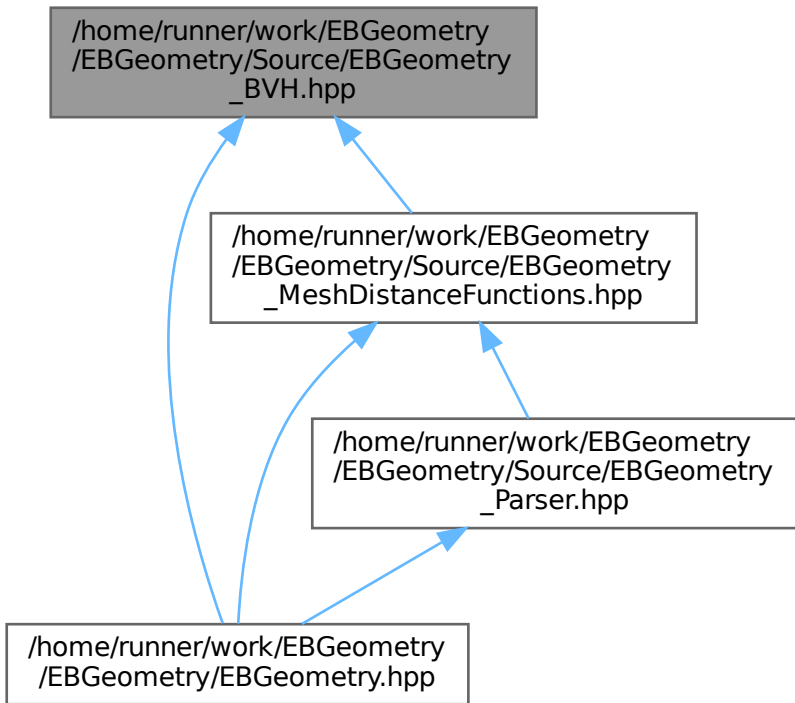 /home/runner/work/EBGeometry
/EBGeometry/Source/EBGeometry
_BVH.hpp
/home/runner/work/EBGeometry
/EBGeometry/Source/EBGeometry
_MeshDistanceFunctions.hpp
/home/runner/work/EBGeometry
/EBGeometry/Source/EBGeometry
_Parser.hpp
/home/runner/work/EBGeometry
/EBGeometry/EBGeometry.hpp